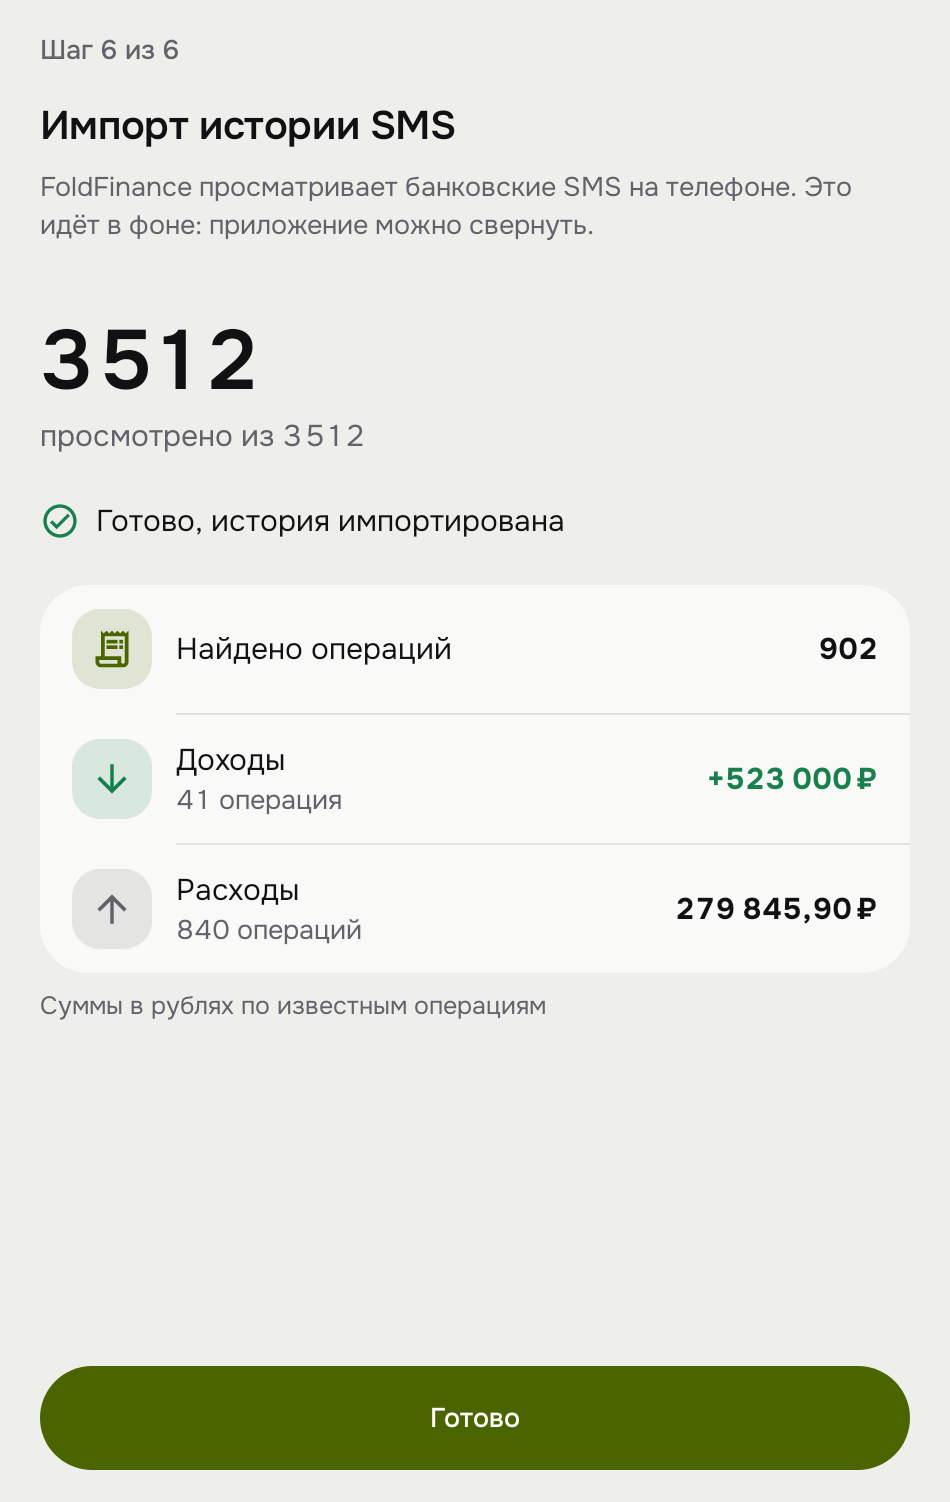 Шаг 6 из 6
Импорт истории SMS
FoldFinance просматривает банковские SMS на телефоне. Это
идёт в фоне: приложение можно свернуть.
3512
просмотрено из 3512
Готово, история импортирована
Найдено операций 902
Доходы
41 операция
+523 000 ₽
Расходы
840 операций
279 845,90 ₽
Суммы в рублях по известным операциям
Готово